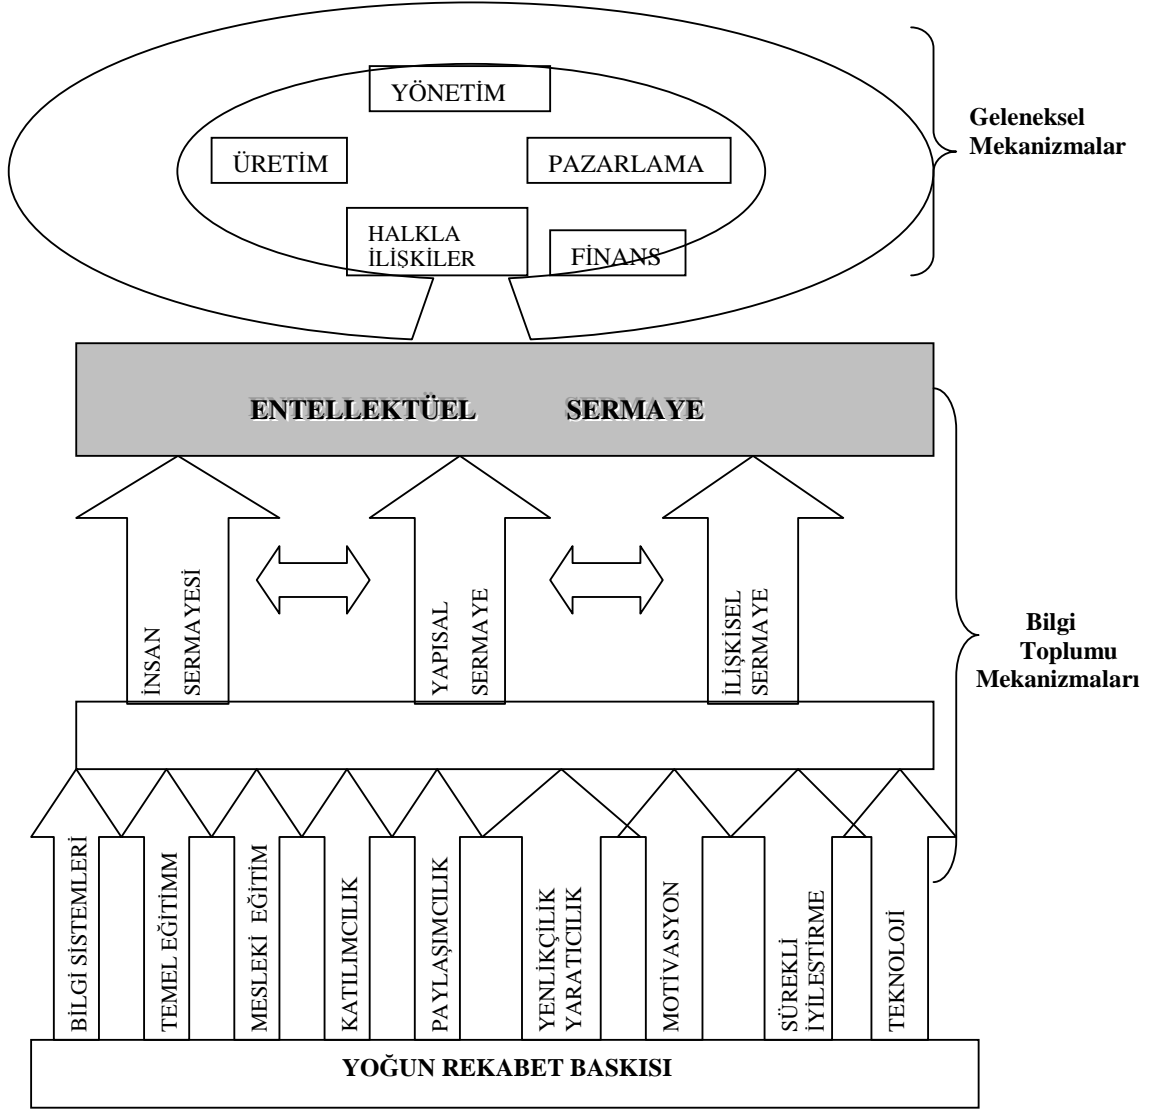 YÖNETİM
Geleneksel
Mekanizmalar
ÜRETİM
PAZARLAMA
HALKLA
İLİŞKİLER
FİNANS
ENTELLEKTÜEL SERMAYE
İNSAN
SERMAYESİ
YAPISAL
SERMAYE
İLİŞKİSEL
SERMAYE
Bilgi
Toplumu
Mekanizmaları
BİLGİ SİSTEMLERİ
TEMEL EĞİTİMM
MESLEKİ EĞİTİM
KATILIMCILIK
PAYLAŞIMCILIK
YENLİKÇİLİK
YARATICILIK
MOTİVASYON
SÜREKLİ
İYİLEŞTİRME
TEKNOLOJİ
YOĞUN REKABET BASKISI